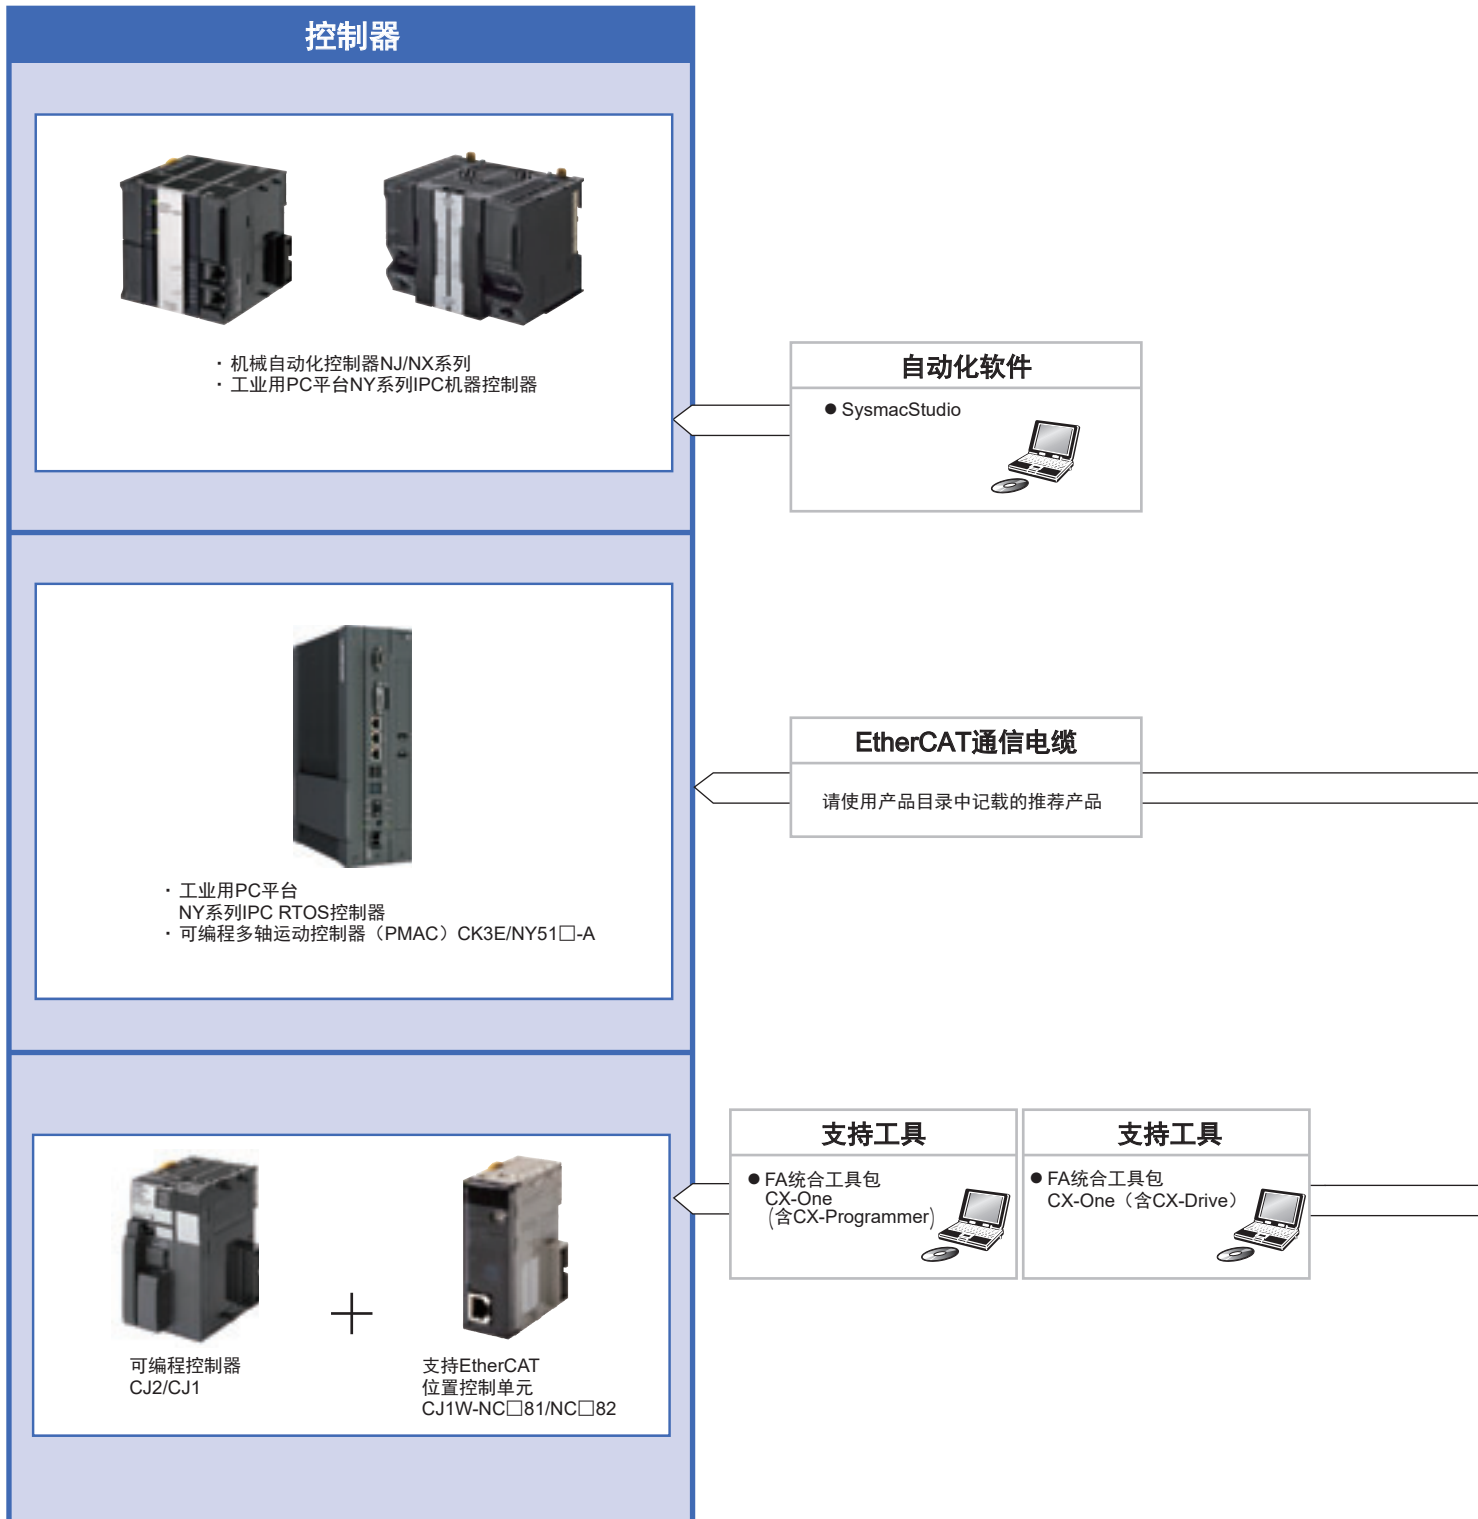 控制器
· 机械自动化控制器NJ/NX系列
· 工业用PC平台NY系列IPC机器控制器
自动化软件
● SysmacStudio
· 工业用PC平台
NY系列IPC RTOS控制器
· 可编程多轴运动控制器（PMAC）CK3E/NY51□-A
EtherCAT通信电缆
请使用产品目录中记载的推荐产品
支持工具
● FA统合工具包
CX-One
(含CX-Programmer)
支持工具
● FA统合工具包
CX-One（含CX-Drive）
可编程控制器
CJ2/CJ1
+
支持EtherCAT
位置控制单元
CJ1W-NC□81/NC□82